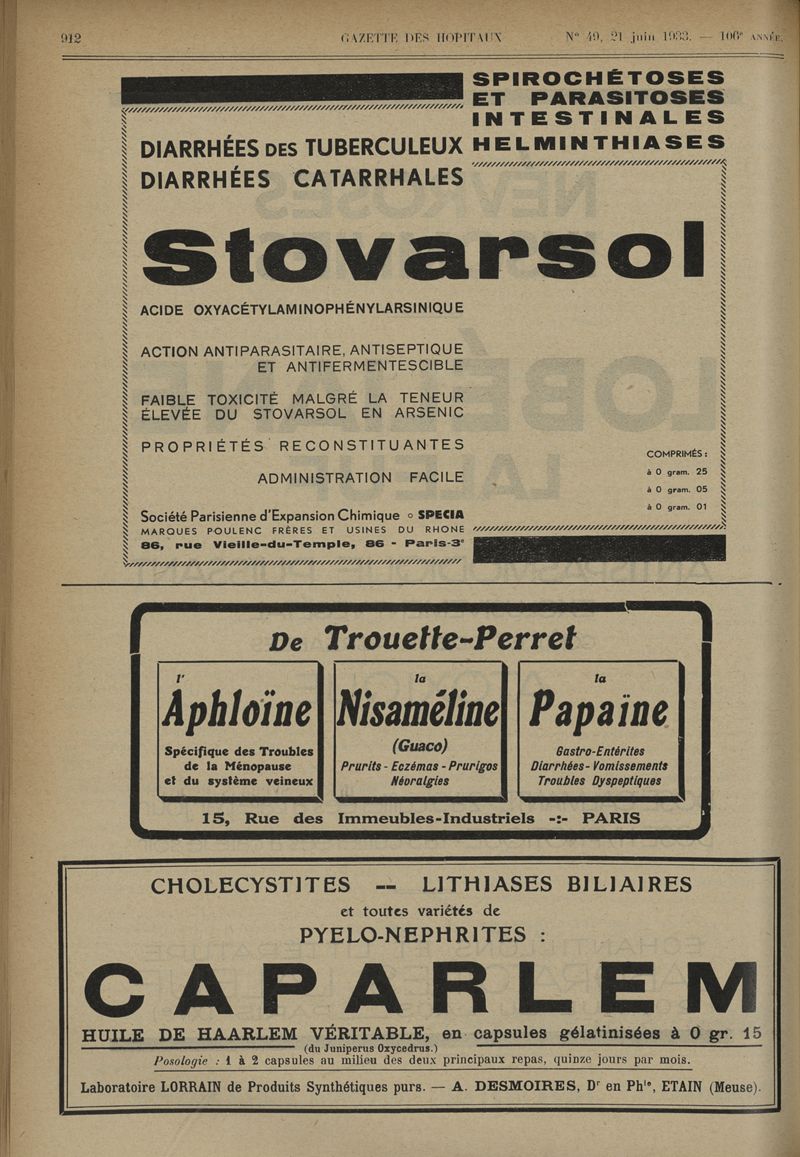 912 GAZETTE DES HOPITAUX N° 49, 21 juin 1933. — 106e ANNÉE.
SPIROCHÉTOSES
ET PARASITOSES
INTESTINALES
HELMINTHIASES
DIARRHÉES DES TUBERCULEUX
DIARRHÉES CATARRHALES
Stovarsol
ACIDE OXYACÉTYLAMINOPHÉNYLARSINIQUE
ACTION ANTIPARASITAIRE, ANTISEPTIQUE
ET ANTIFERMENTESCIBLE
FAIBLE TOXICITÉ MALGRÉ LA TENEUR
ÉLEVÉE DU STOVARSOL EN ARSENIC
PROPRIÉTÉS RECONSTITUANTES
ADMINISTRATION FACILE
COMPRIMÉS :
à 0 gram. 25
à 0 gram. 05
à 0 gram. 01
Société Parisienne d'Expansion Chimique o SPECIA
MARQUES POULENC FRÈRES ET USINES DU RHONE
86, rue Vieille-du-Temple, 86 - Paris-3e
De Trouette-Perret
l'
Aphloïne
Spécifique des Troubles
de la Ménopause
et du système veineux
la
Nisaméline
(Guaco)
Prurits - Eczémas - Prurigos
Névralgies
la
Papaïne
Gastro-Entérites
Diarrhées - Vomissements
Troubles Dyspeptiques
15, Rue des Immeubles-Industriels -:- PARIS
CHOLECYSTITES — LITHIASES BILIAIRES
et toutes variétés de
PYELO-NEPHRITES :
CAPARLEM
HUILE DE HAARLEM VÉRITABLE, en capsules gélatinisées à 0 gr. 15
(du Juniperus Oxycedrus.)
Posologie : 1 à 2 capsules au milieu des deux principaux repas, quinze jours par mois.
Laboratoire LORRAIN de Produits Synthétiques purs. — A. DESMOIRES, Dr en Phie, ETAIN (Meuse).